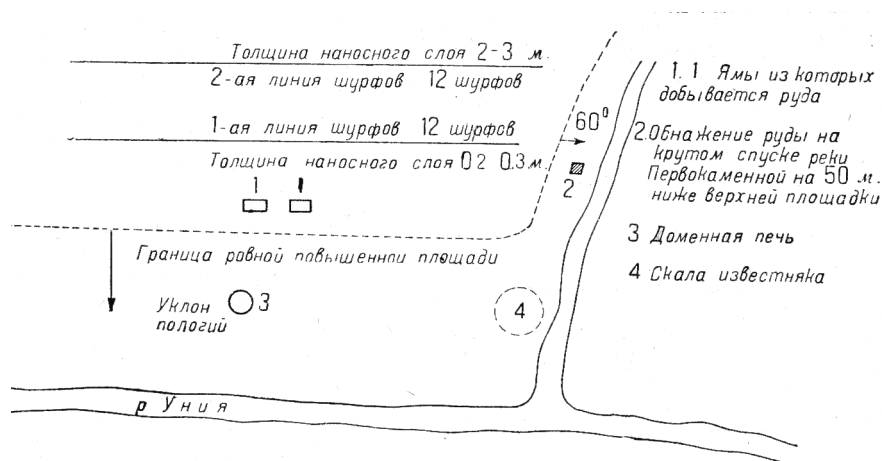 Толщина наносного слоя 2-3 м.
2-ая линия шурфов 12 шурфов
1-ая линия шурфов 12 шурфов
Толщина наносного слоя 0 2 0.3 м.
1 1
60°
2
Граница ровной повышенной площади
Уклон
пологий
3
4
р Уния
1. 1 Ямы из которых
добывается руда
2. Обнажение руды на
крутом спуске реки
Первокаменной на 50 м.
ниже верхней площадки
3 Доменная печь
4 Скала известняка